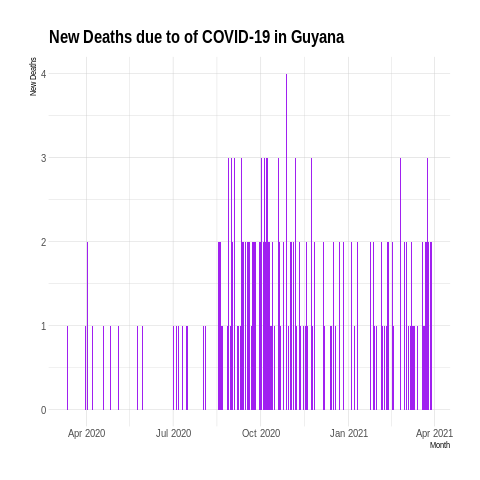 New Deaths due to of COVID-19 in Guyana
New Deaths
4
3
2
1
0
Apr 2020 Jul 2020 Oct 2020 Jan 2021 Apr 2021
Month